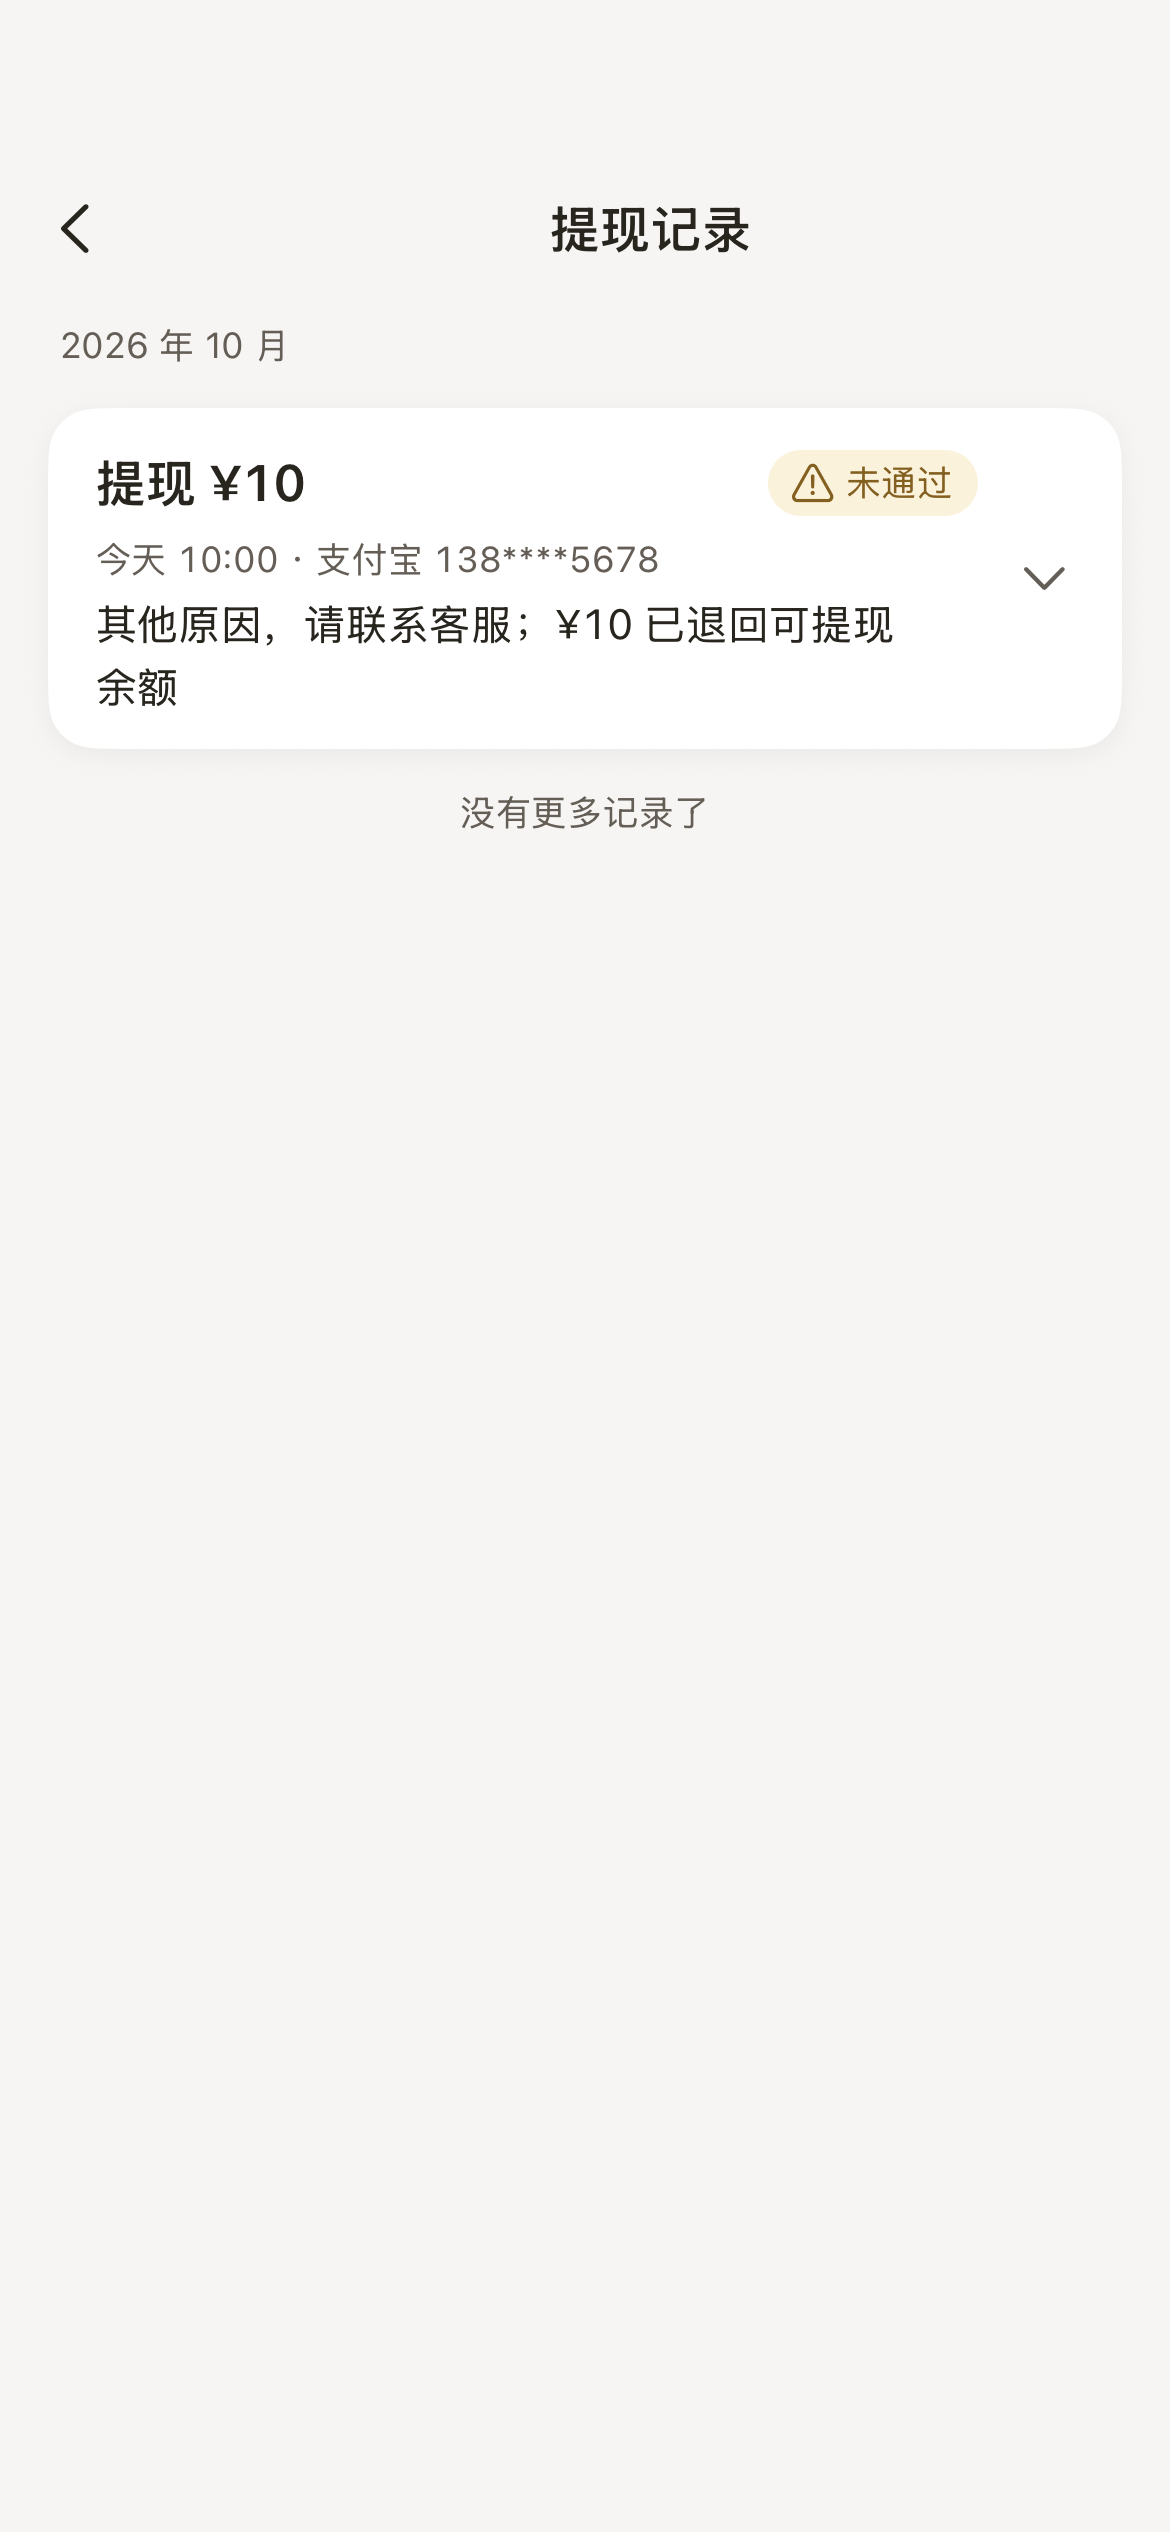 提现记录
2026 年 10 月
提现 ¥10
未通过
今天 10:00 · 支付宝 138****5678
其他原因，请联系客服；¥10 已退回可提现
余额
没有更多记录了